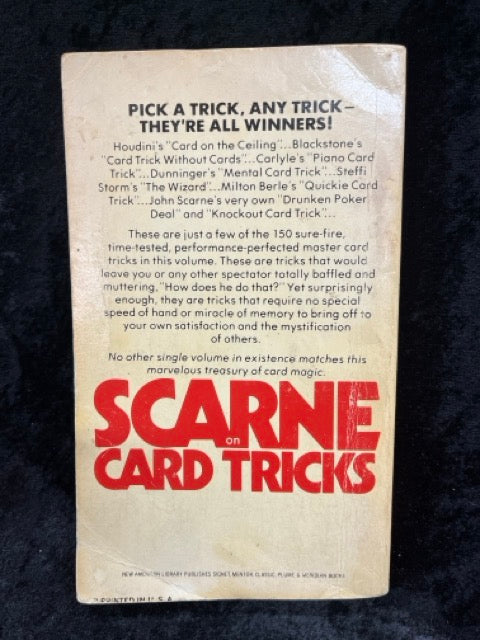 PICK A TRICK, ANY TRICK—
THEY'RE ALL WINNERS!
Houdini's "Card on the Ceiling"...Blackstone's
"Card Trick Without Cards"...Carlyle's "Piano Card
Trick"...Dunninger's "Mental Card Trick"...Steffi
Storm's "The Wizard"...Milton Berle's "Quickie Card
Trick"...John Scarne's very own "Drunken Poker
Deal" and "Knockout Card Trick"...
These are just a few of the 150 sure-fire,
time-tested, performance-perfected master card
tricks in this volume. These are tricks that would
leave you or any other spectator totally baffled and
muttering, "How does he do that?" Yet surprisingly
enough, they are tricks that require no special
speed of hand or miracle of memory to bring off to
your own satisfaction and the mystification
of others.
No other single volume in existence matches this
marvelous treasury of card magic.
SCARNE
on
CARD TRICKS
NEW AMERICAN LIBRARY PUBLISHES SIGNET, MENTOR, CLASSIC, PLUME & MERIDIAN BOOKS
PRINTED IN U.S.A.